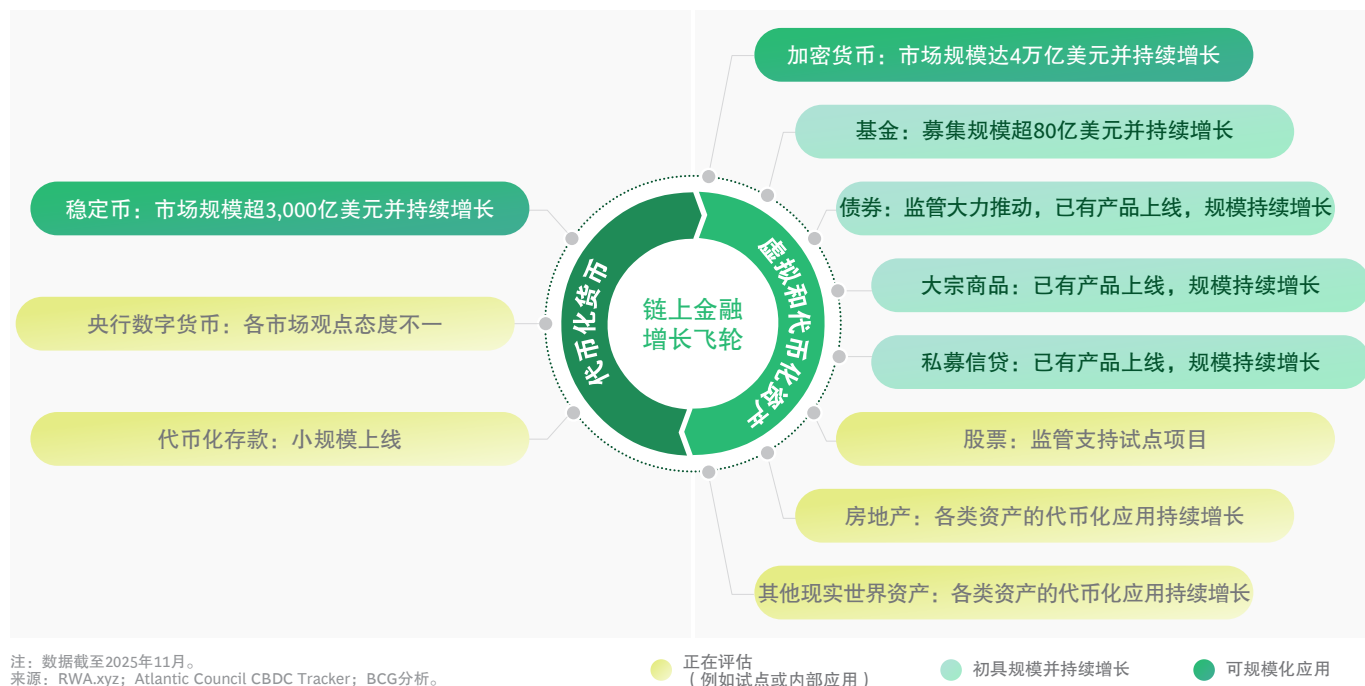 稳定币：市场规模超3,000亿美元并持续增长
央行数字货币：各市场观点态度不一
代币化存款：小规模上线
代币化货币
链上金融
增长飞轮
虚拟和代币化资产
加密货币：市场规模达4万亿美元并持续增长
基金：募集规模超80亿美元并持续增长
债券：监管大力推动，已有产品上线，规模持续增长
大宗商品：已有产品上线，规模持续增长
私募信贷：已有产品上线，规模持续增长
股票：监管支持试点项目
房地产：各类资产的代币化应用持续增长
其他现实世界资产：各类资产的代币化应用持续增长
注：数据截至2025年11月。
来源：RWA.xyz；Atlantic Council CBDC Tracker；BCG分析。
正在评估
（例如试点或内部应用）
初具规模并持续增长
可规模化应用